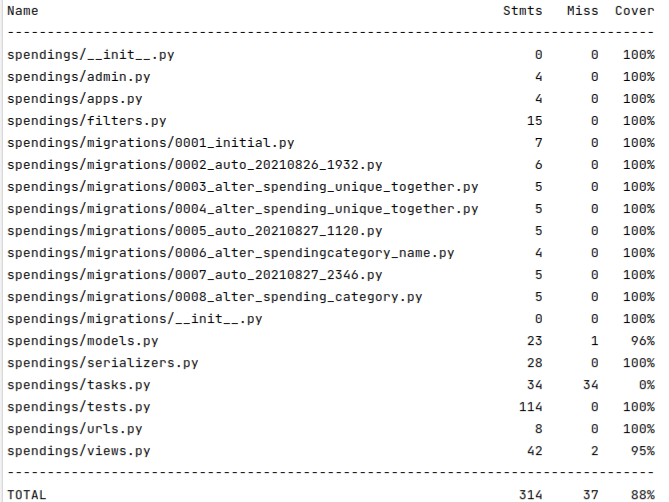 Name Stmts Miss Cover
--------------------------------------------------------------------------------
spendings/__init__.py 0 0 100%
spendings/admin.py 4 0 100%
spendings/apps.py 4 0 100%
spendings/filters.py 15 0 100%
spendings/migrations/0001_initial.py 7 0 100%
spendings/migrations/0002_auto_20210826_1932.py 6 0 100%
spendings/migrations/0003_alter_spending_unique_together.py 5 0 100%
spendings/migrations/0004_alter_spending_unique_together.py 5 0 100%
spendings/migrations/0005_auto_20210827_1120.py 5 0 100%
spendings/migrations/0006_alter_spendingcategory_name.py 4 0 100%
spendings/migrations/0007_auto_20210827_2346.py 5 0 100%
spendings/migrations/0008_alter_spending_category.py 5 0 100%
spendings/migrations/__init__.py 0 0 100%
spendings/models.py 23 1 96%
spendings/serializers.py 28 0 100%
spendings/tasks.py 34 34 0%
spendings/tests.py 114 0 100%
spendings/urls.py 8 0 100%
spendings/views.py 42 2 95%
--------------------------------------------------------------------------------
TOTAL 314 37 88%